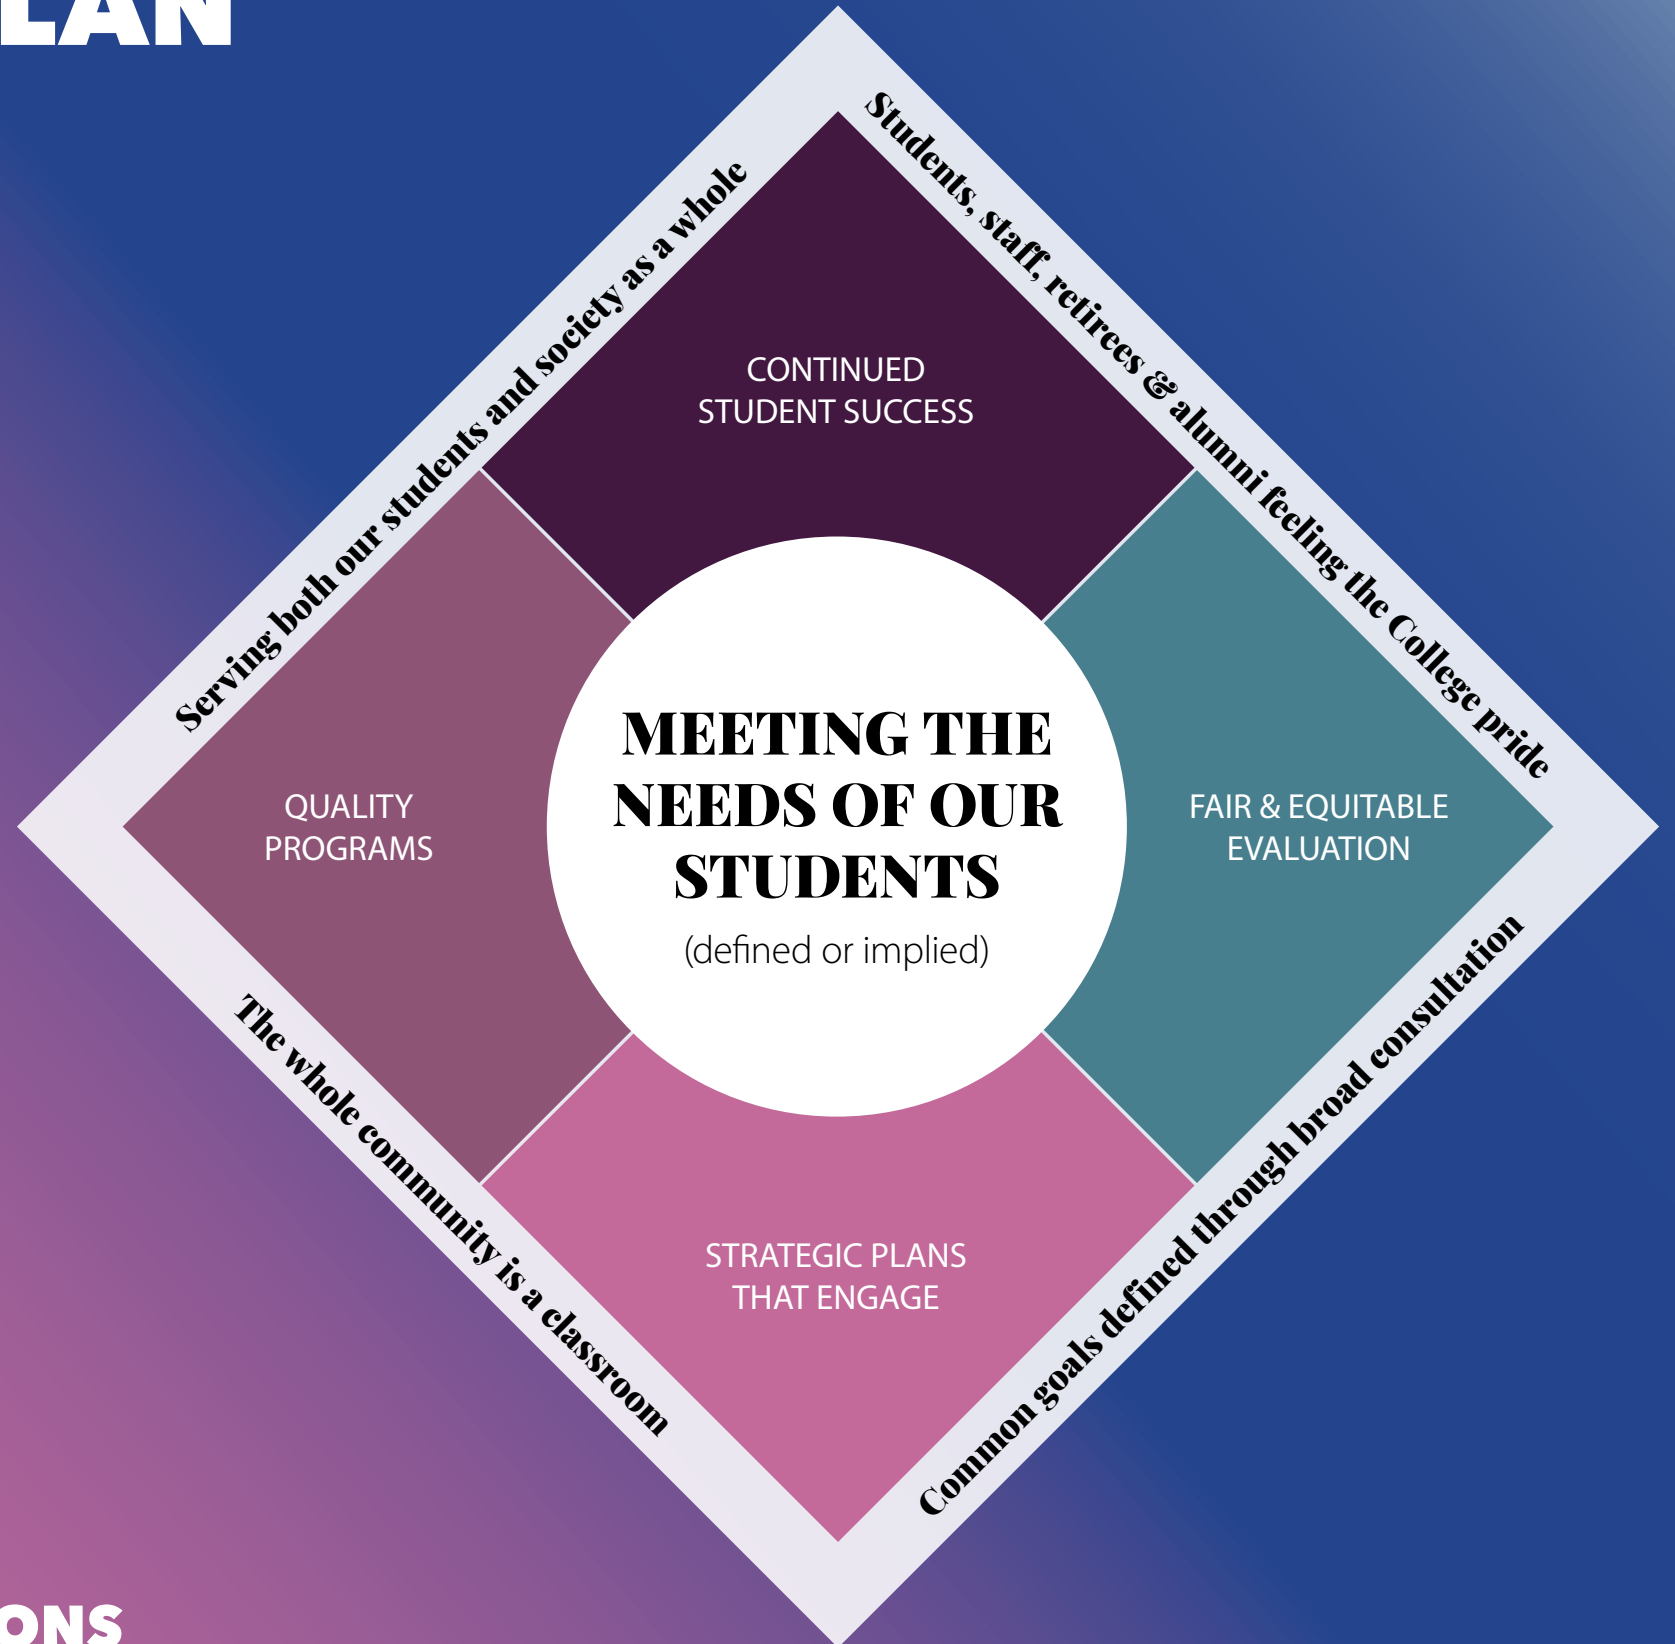 LAN
Serving both our students and society as a whole
Students, staff, retirees & alumni feeling the College pride
CONTINUED
STUDENT SUCCESS
QUALITY
PROGRAMS
MEETING THE
NEEDS OF OUR
STUDENTS
(defined or implied)
FAIR & EQUITABLE
EVALUATION
STRATEGIC PLANS
THAT ENGAGE
The whole community is a classroom
Common goals defined through broad consultation
ONS